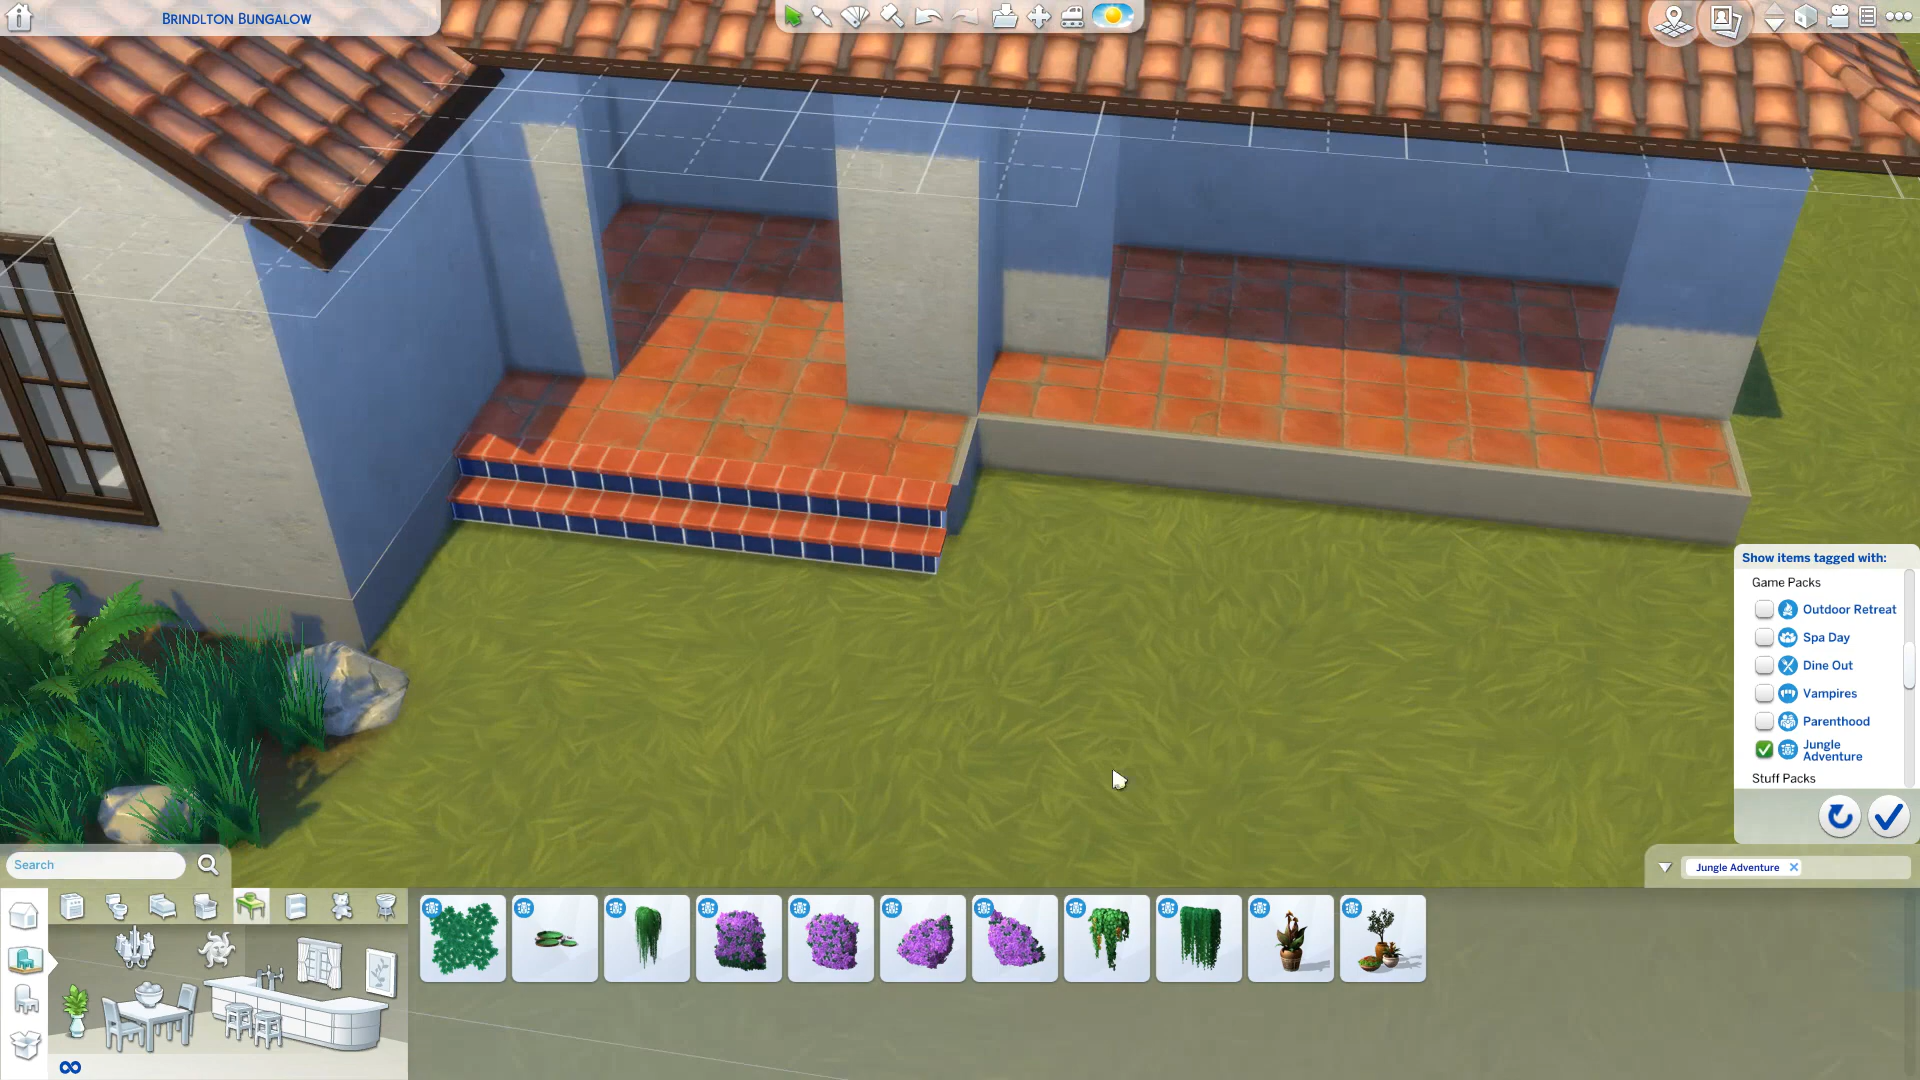 Brindlton Bungalow
Show items tagged with:
Game Packs
Outdoor Retreat
Spa Day
Dine Out
Vampires
Parenthood
Jungle
Adventure
Stuff Packs
Search
Jungle Adventure